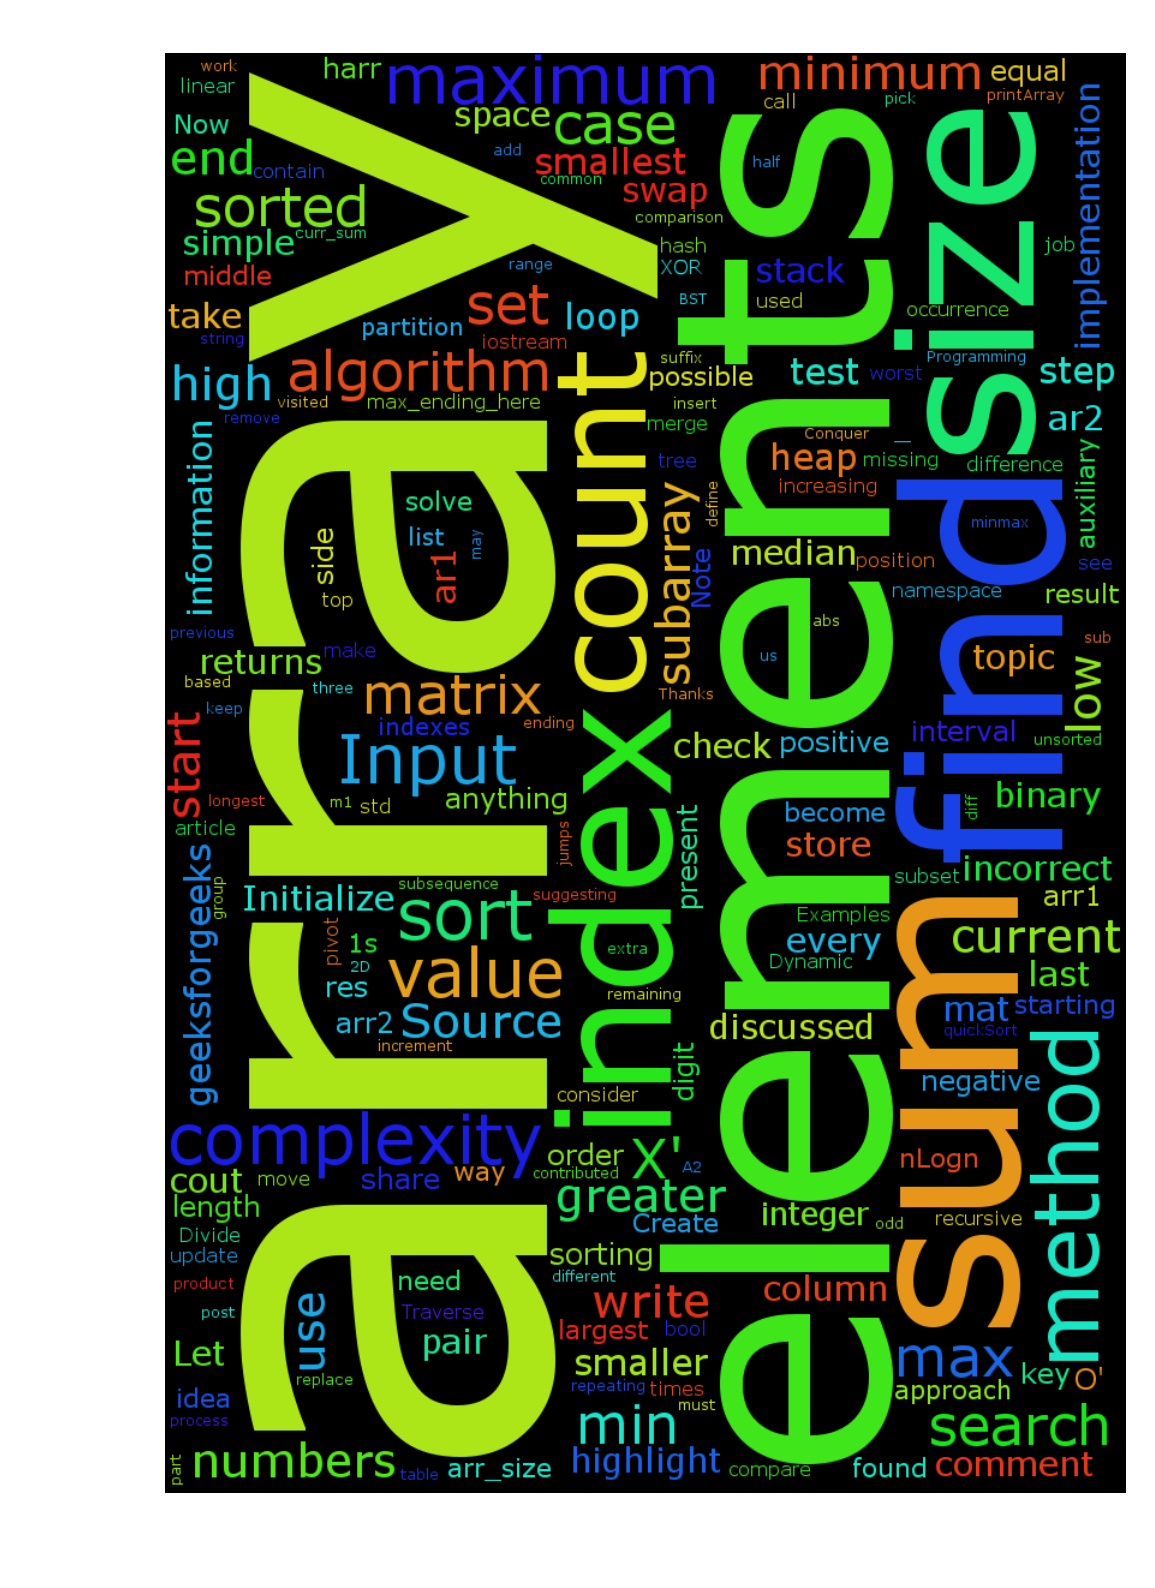 work
harr
maximum
minimum
equal
linear
space
case
call
pick
printArray
implementation
Now
end
contain
add
smallest
common
half
size
elements
array
sorted
swap
comparison
simple
curr_sum
hash
job
middle
range
XOR
stack
BST
used
occurrence
take
string
partition
set
loop
iostream
suffix
Programming
high
algorithm
possible
test
worst
step
visited
max_ending_here
insert
remove
merge
ar2
count
Conquer
__
heap
missing
difference
tree
increasing
information
solve
list
may
ar1
side
top
subarray
define
Note
minmax
auxiliary
median
position
see
namespace
result
find
previous
returns
make
abs
us
sub
topic
low
based
three
matrix
Thanks
keep
indexes
ending
interval
unsorted
start
Input
index
check
positive
longest
m1
std
anything
become
diff
binary
article
jumps
present
store
geeksforgeeks
group
Initialize
subsequence
suggesting
subset
incorrect
arr1
sort
Examples
pivot
1s
extra
every
current
2D
value
Dynamic
res
remaining
last
arr2
Source
discussed
mat
starting
increment
quickSort
sum
method
digit
consider
negative
complexity
order
X'
A2
nLogn
cout
move
share
way
contributed
length
greater
integer
odd
recursive
Divide
Create
update
sorting
product
need
different
column
post
Traverse
write
use
pair
largest
bool
Let
smaller
max
replace
repeating
times
key
O'
idea
must
approach
process
min
search
numbers
table
arr_size
highlight
compare
found
comment
part